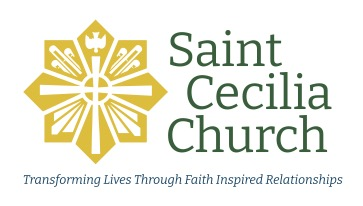 Saint
Cecilia
Church
Transforming Lives Through Faith Inspired Relationships